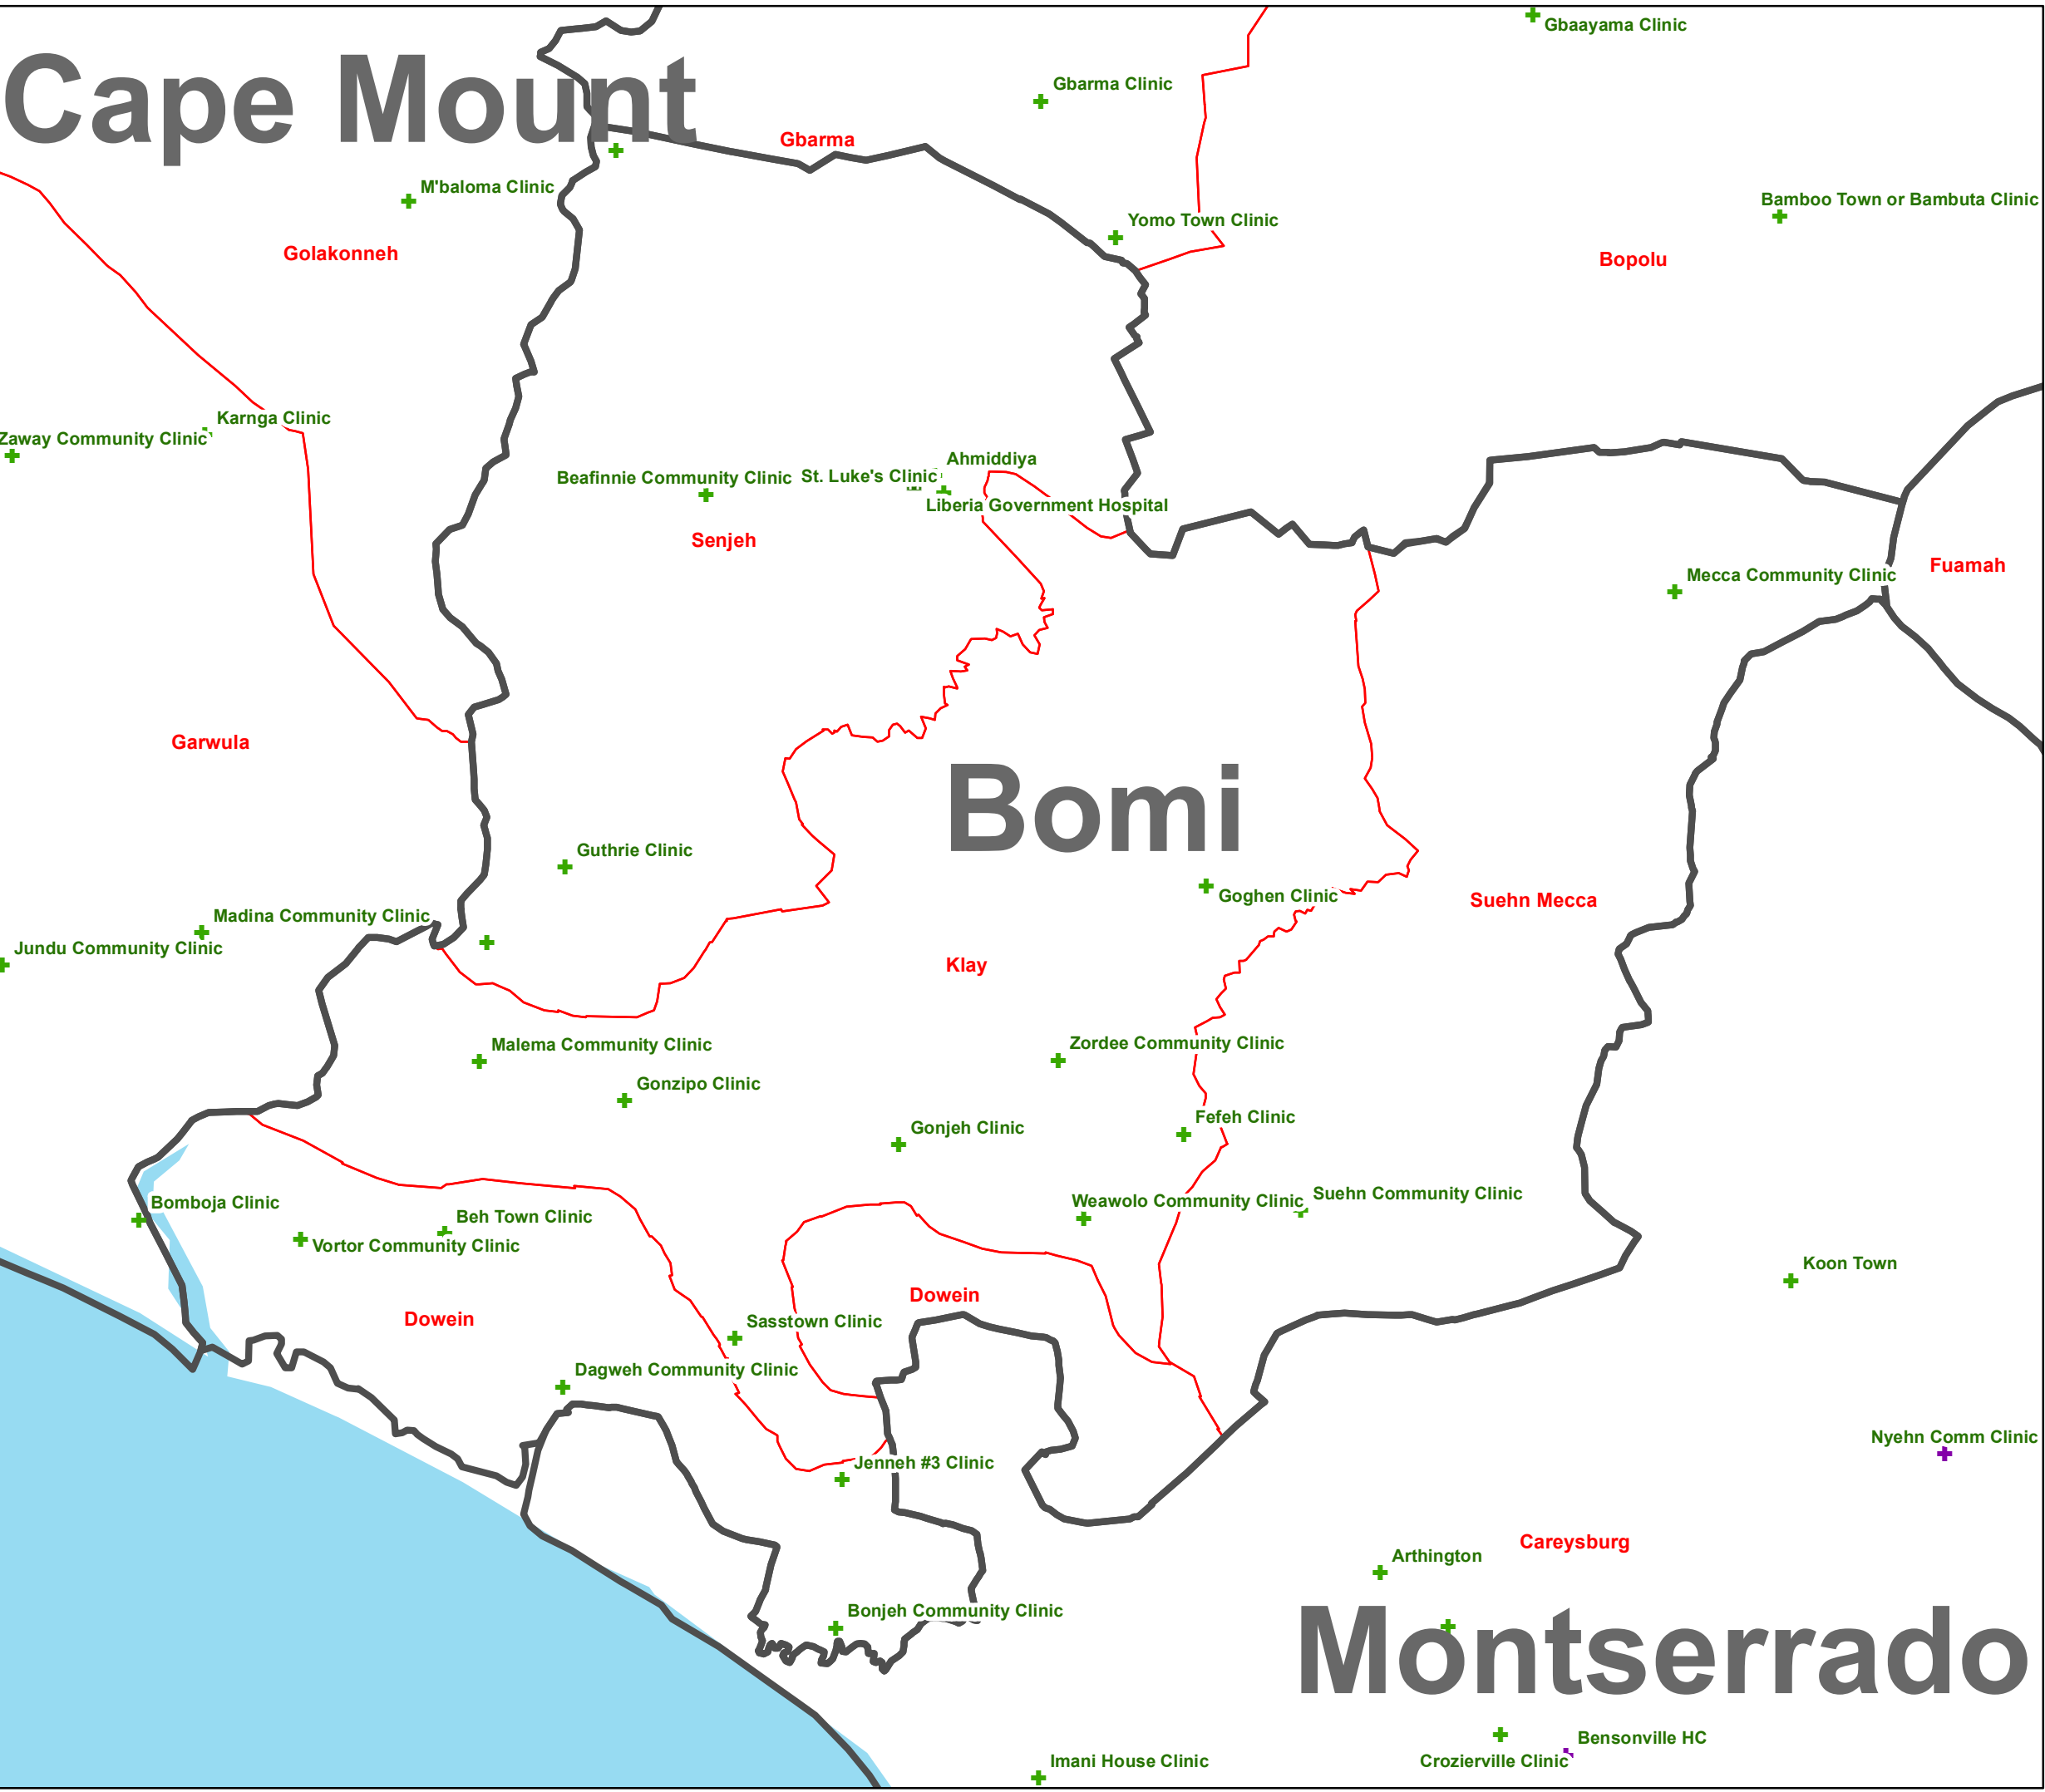 Gbaayama Clinic
Cape Mount
Gbarma Clinic
Gbarma
M'baloma Clinic
Bamboo Town or Bambuta Clinic
Yomo Town Clinic
Golakonneh
Bopolu
Karnga Clinic
Zaway Community Clinic
Ahmiddiya
Beafinnie Community Clinic
St. Luke's Clinic
Liberia Government Hospital
Senjeh
Fuamah
Mecca Community Clinic
Garwula
Bomi
Guthrie Clinic
Goghen Clinic
Suehn Mecca
Madina Community Clinic
Jundu Community Clinic
Klay
Malema Community Clinic
Zordee Community Clinic
Gonzipo Clinic
Fefeh Clinic
Gonjeh Clinic
Suehn Community Clinic
Weawolo Community Clinic
Bomboja Clinic
Beh Town Clinic
Vortor Community Clinic
Koon Town
Dowein
Dowein
Sasstown Clinic
Dagweh Community Clinic
Nyehn Comm Clinic
Jenneh #3 Clinic
Careysburg
Arthington
Bonjeh Community Clinic
Montserrado
Bensonville HC
Imani House Clinic
Crozierville Clinic